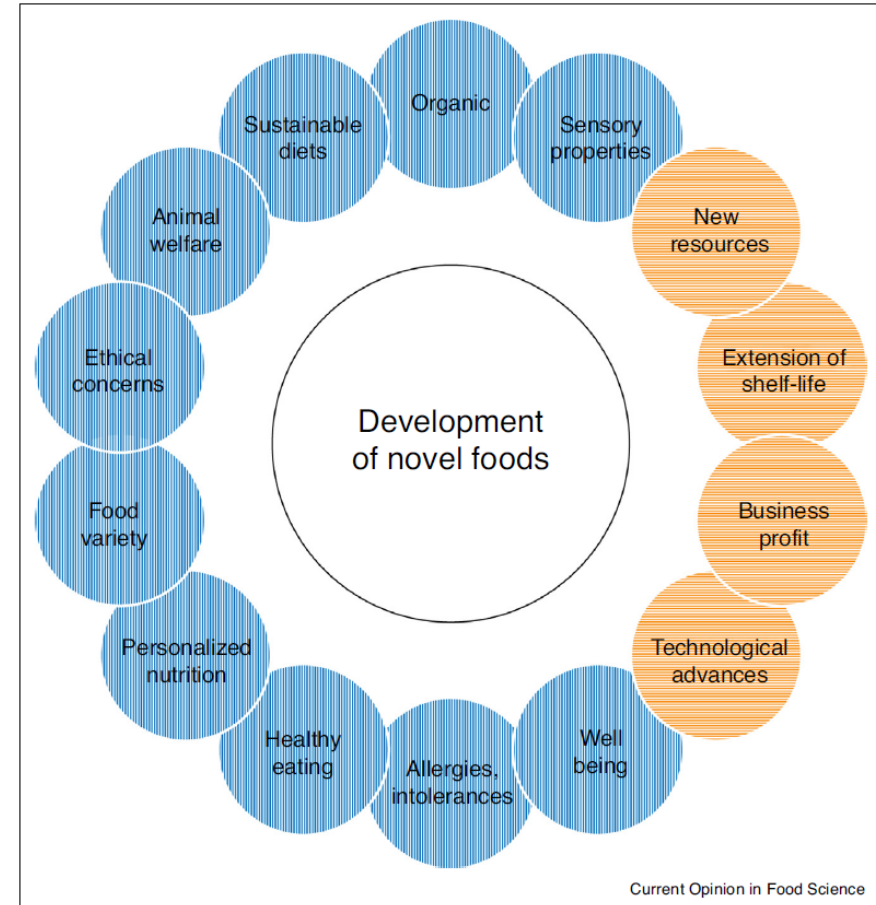 Organic
Sensory
properties
New
resources
Extension of
shelf-life
Business
profit
Technological
advances
Well
being
Allergies,
intolerances
Healthy
eating
Personalized
nutrition
Food
variety
Ethical
concerns
Animal
welfare
Sustainable
diets
Development
of novel foods
Current Opinion in Food Science